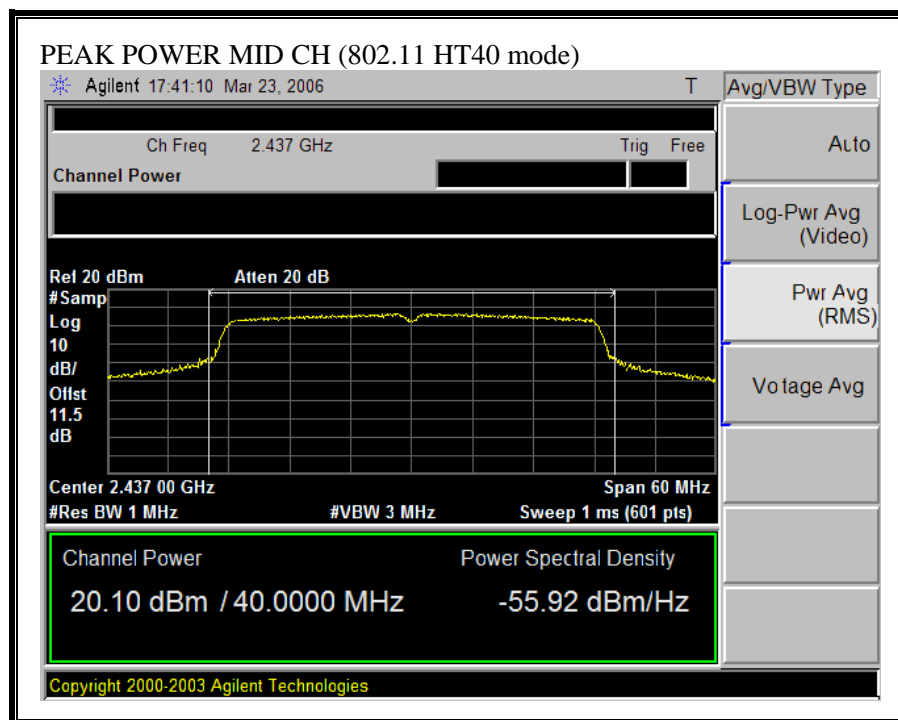 PEAK POWER MID CH (802.11 HT40 mode)
Agilent 17:41:10 Mar 23, 2006 T
Avg/VBW Type
Ch Freq 2.437 GHz Trig Free
Channel Power
Auto
Log-Pwr Avg
(Video)
Pwr Avg
(RMS)
Vo tage Avg
Ref 20 dBm Atten 20 dB
#Samp
Log
10
dB/
Offst
11.5
dB
Center 2.437 00 GHz Span 60 MHz
#Res BW 1 MHz #VBW 3 MHz Sweep 1 ms (601 pts)
Channel Power Power Spectral Density
20.10 dBm / 40.0000 MHz -55.92 dBm/Hz
Copyright 2000-2003 Agilent Technologies